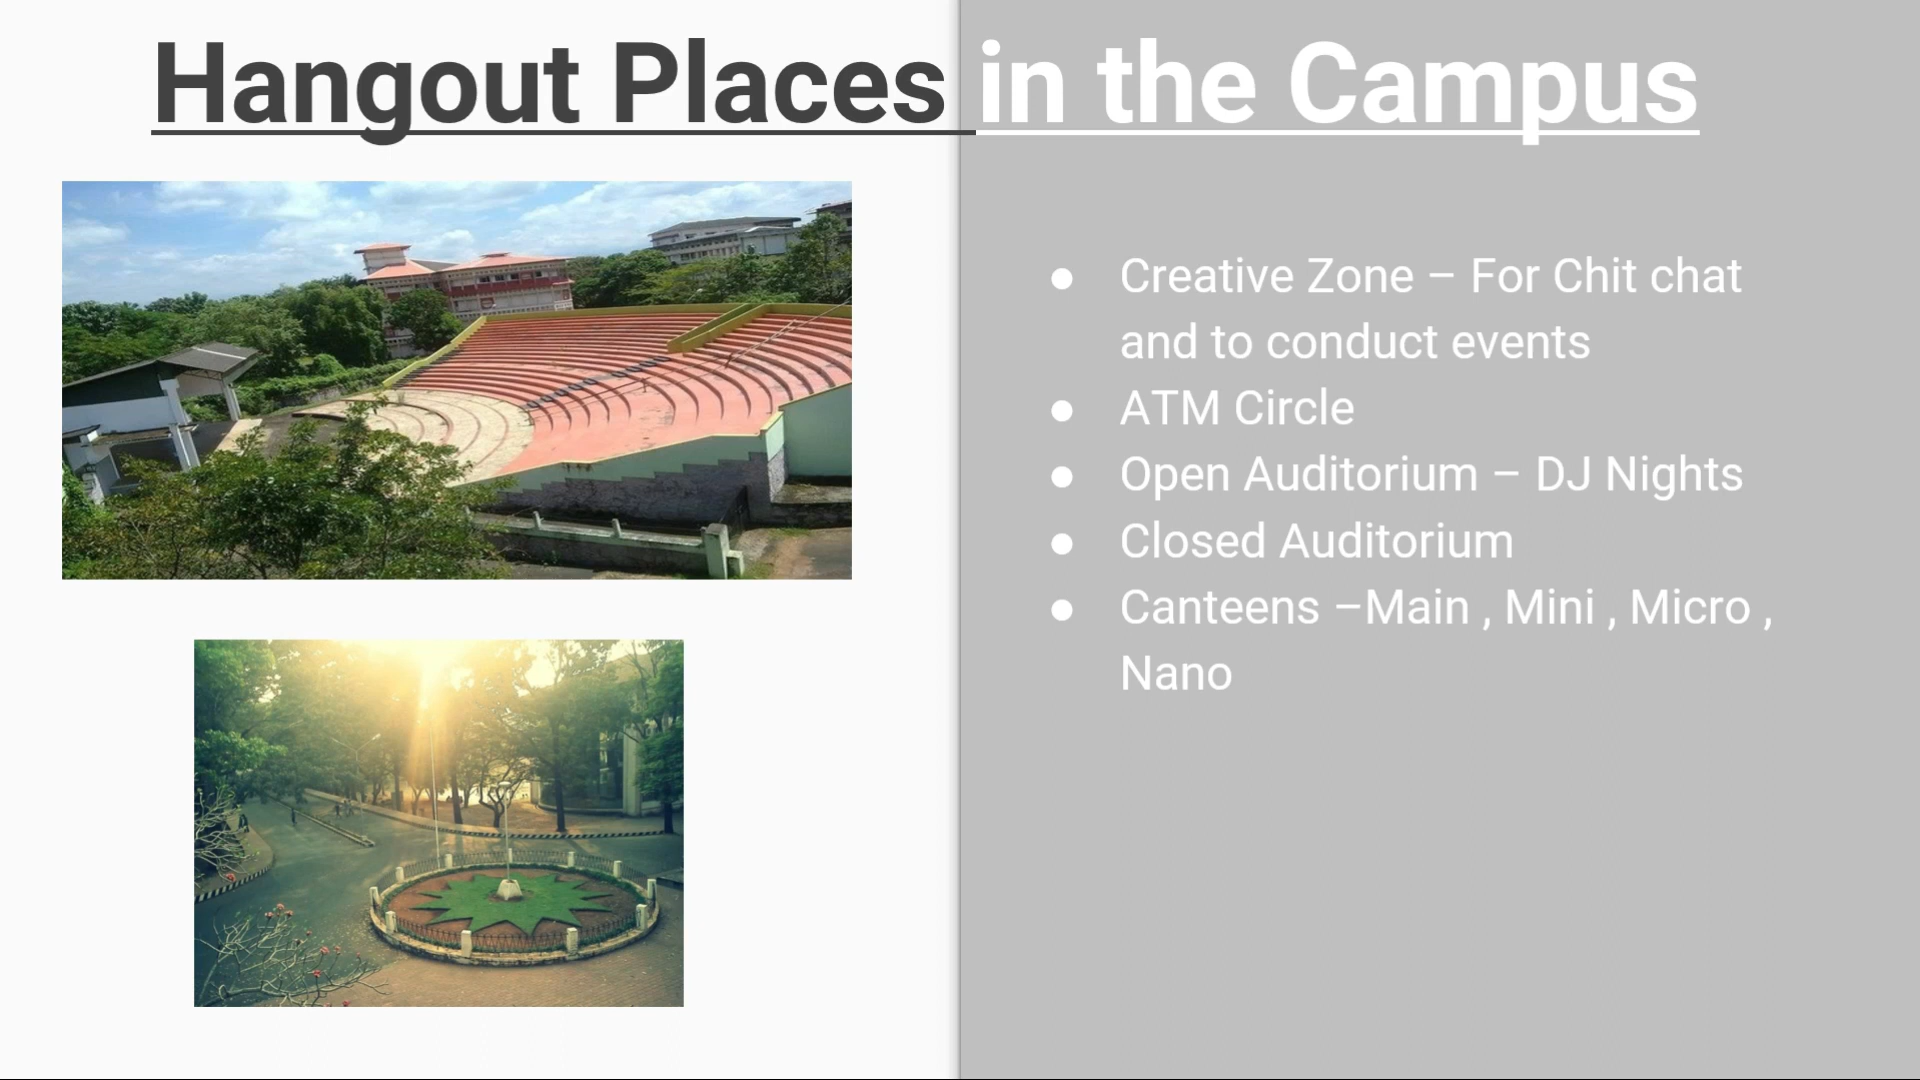 Hangout Places in the Campus
● Creative Zone – For Chit chat
and to conduct events
● ATM Circle
● Open Auditorium – DJ Nights
● Closed Auditorium
● Canteens –Main , Mini , Micro ,
Nano